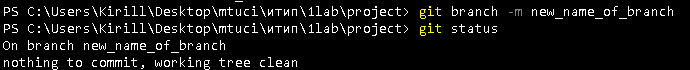 PS C:\Users\Kirill\Desktop\mtuci\итип\1lab\project> git branch -m new_name_of_branch
PS C:\Users\Kirill\Desktop\mtuci\итип\1lab\project> git status
On branch new_name_of_branch
nothing to commit, working tree clean